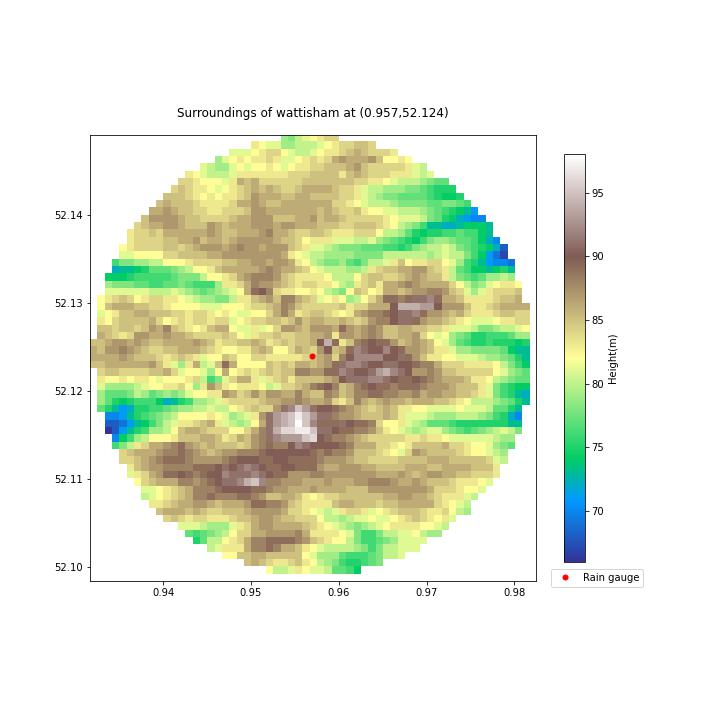 Surroundings of wattisham at (0.957,52.124)
52.14
52.13
52.12
52.11
52.10
0.94 0.95 0.96 0.97 0.98
95
90
85
80
75
70
Height(m)
Rain gauge